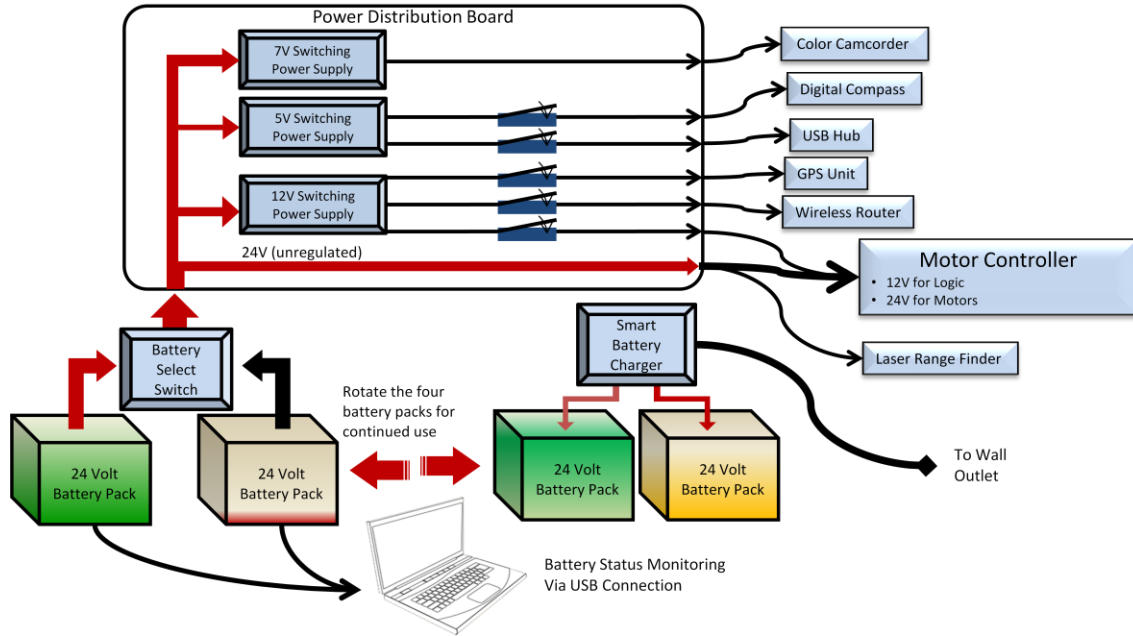 Power Distribution Board
7V Switching
Power Supply
5V Switching
Power Supply
12V Switching
Power Supply
24V (unregulated)
Color Camcorder
Digital Compass
USB Hub
GPS Unit
Wireless Router
Motor Controller
• 12V for Logic
• 24V for Motors
Laser Range Finder
Battery
Select
Switch
Smart
Battery
Charger
Rotate the four
battery packs for
continued use
24 Volt
Battery Pack
24 Volt
Battery Pack
24 Volt
Battery Pack
24 Volt
Battery Pack
To Wall
Outlet
Battery Status Monitoring
Via USB Connection